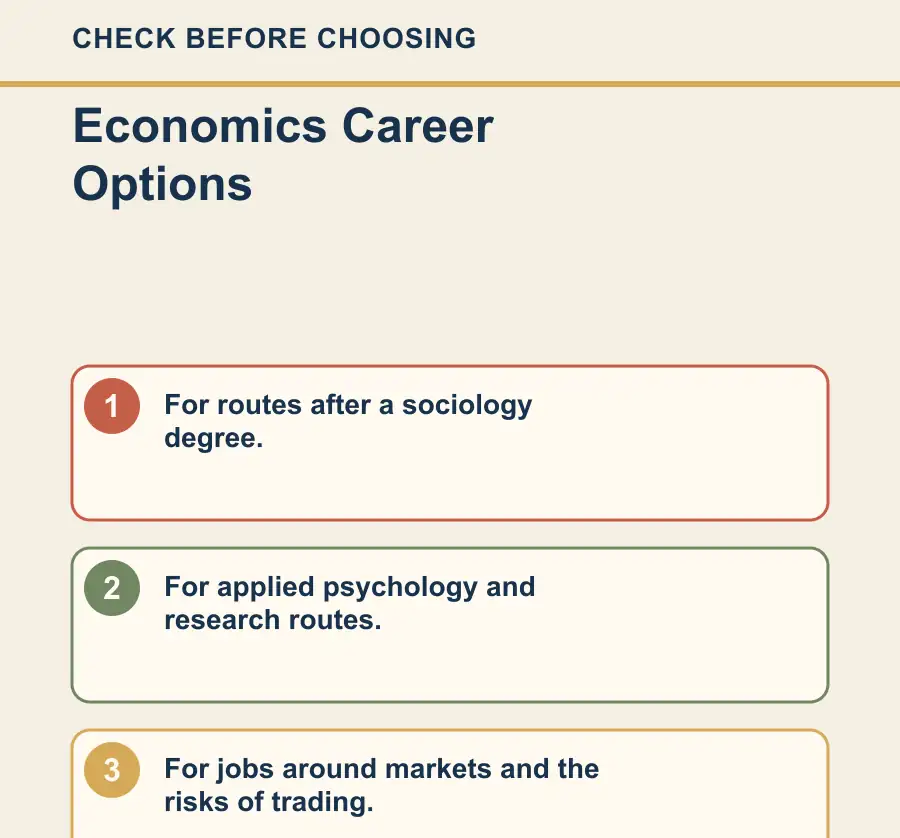 CHECK BEFORE CHOOSING
Economics Career
Options
1
For routes after a sociology
degree.
2
For applied psychology and
research routes.
3
For jobs around markets and the
risks of trading.